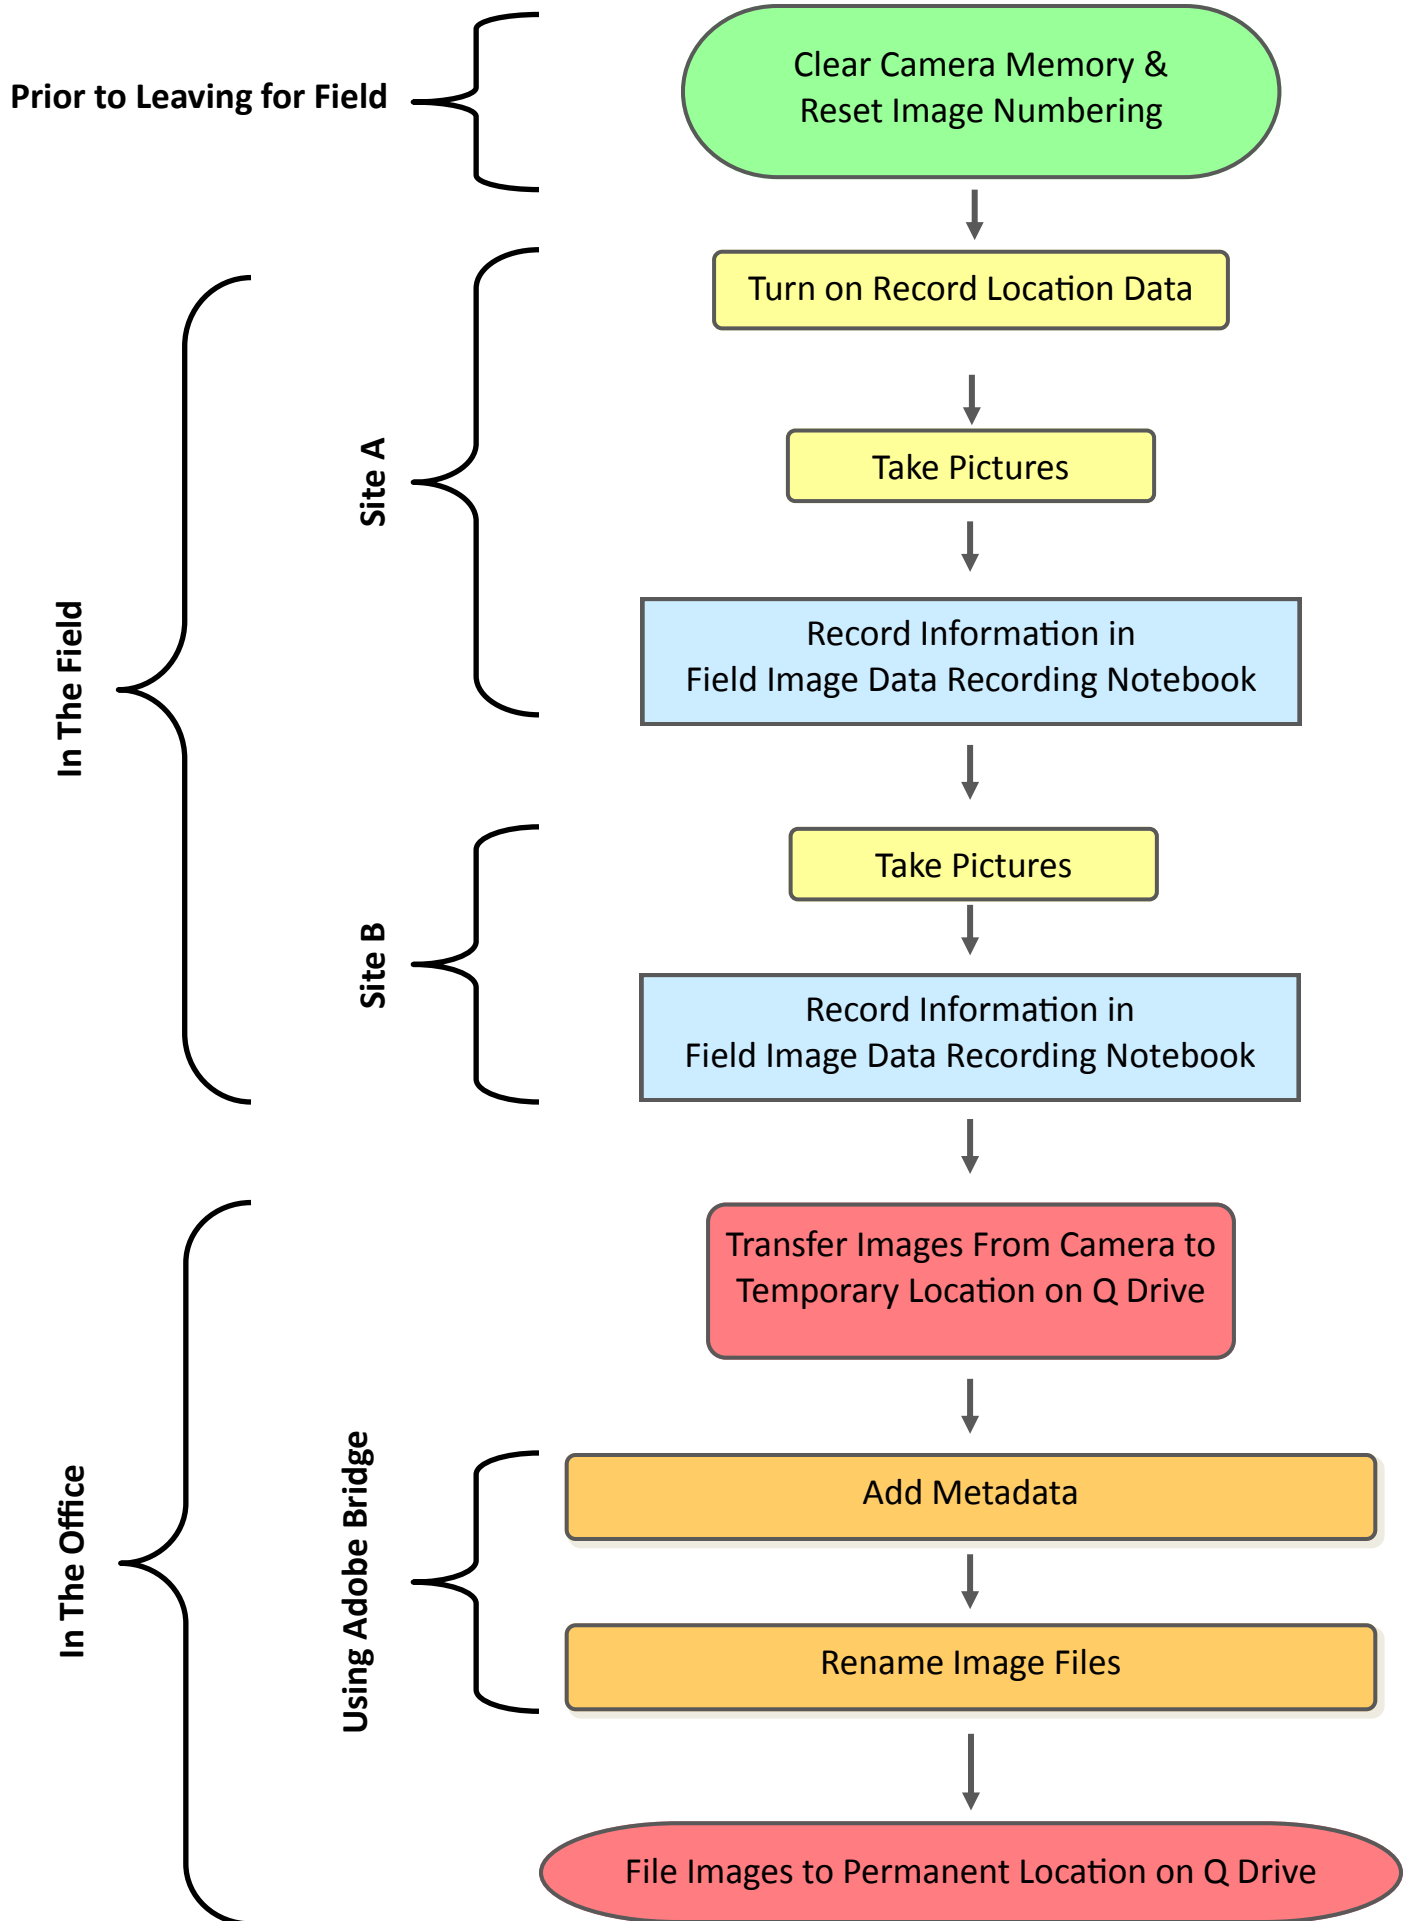 Prior to Leaving for Field
Clear Camera Memory &
Reset Image Numbering
In The Field
Site A
Turn on Record Location Data
Take Pictures
Record Information in
Field Image Data Recording Notebook
Site B
Take Pictures
Record Information in
Field Image Data Recording Notebook
In The Office
Transfer Images From Camera to
Temporary Location on Q Drive
Using Adobe Bridge
Add Metadata
Rename Image Files
File Images to Permanent Location on Q Drive